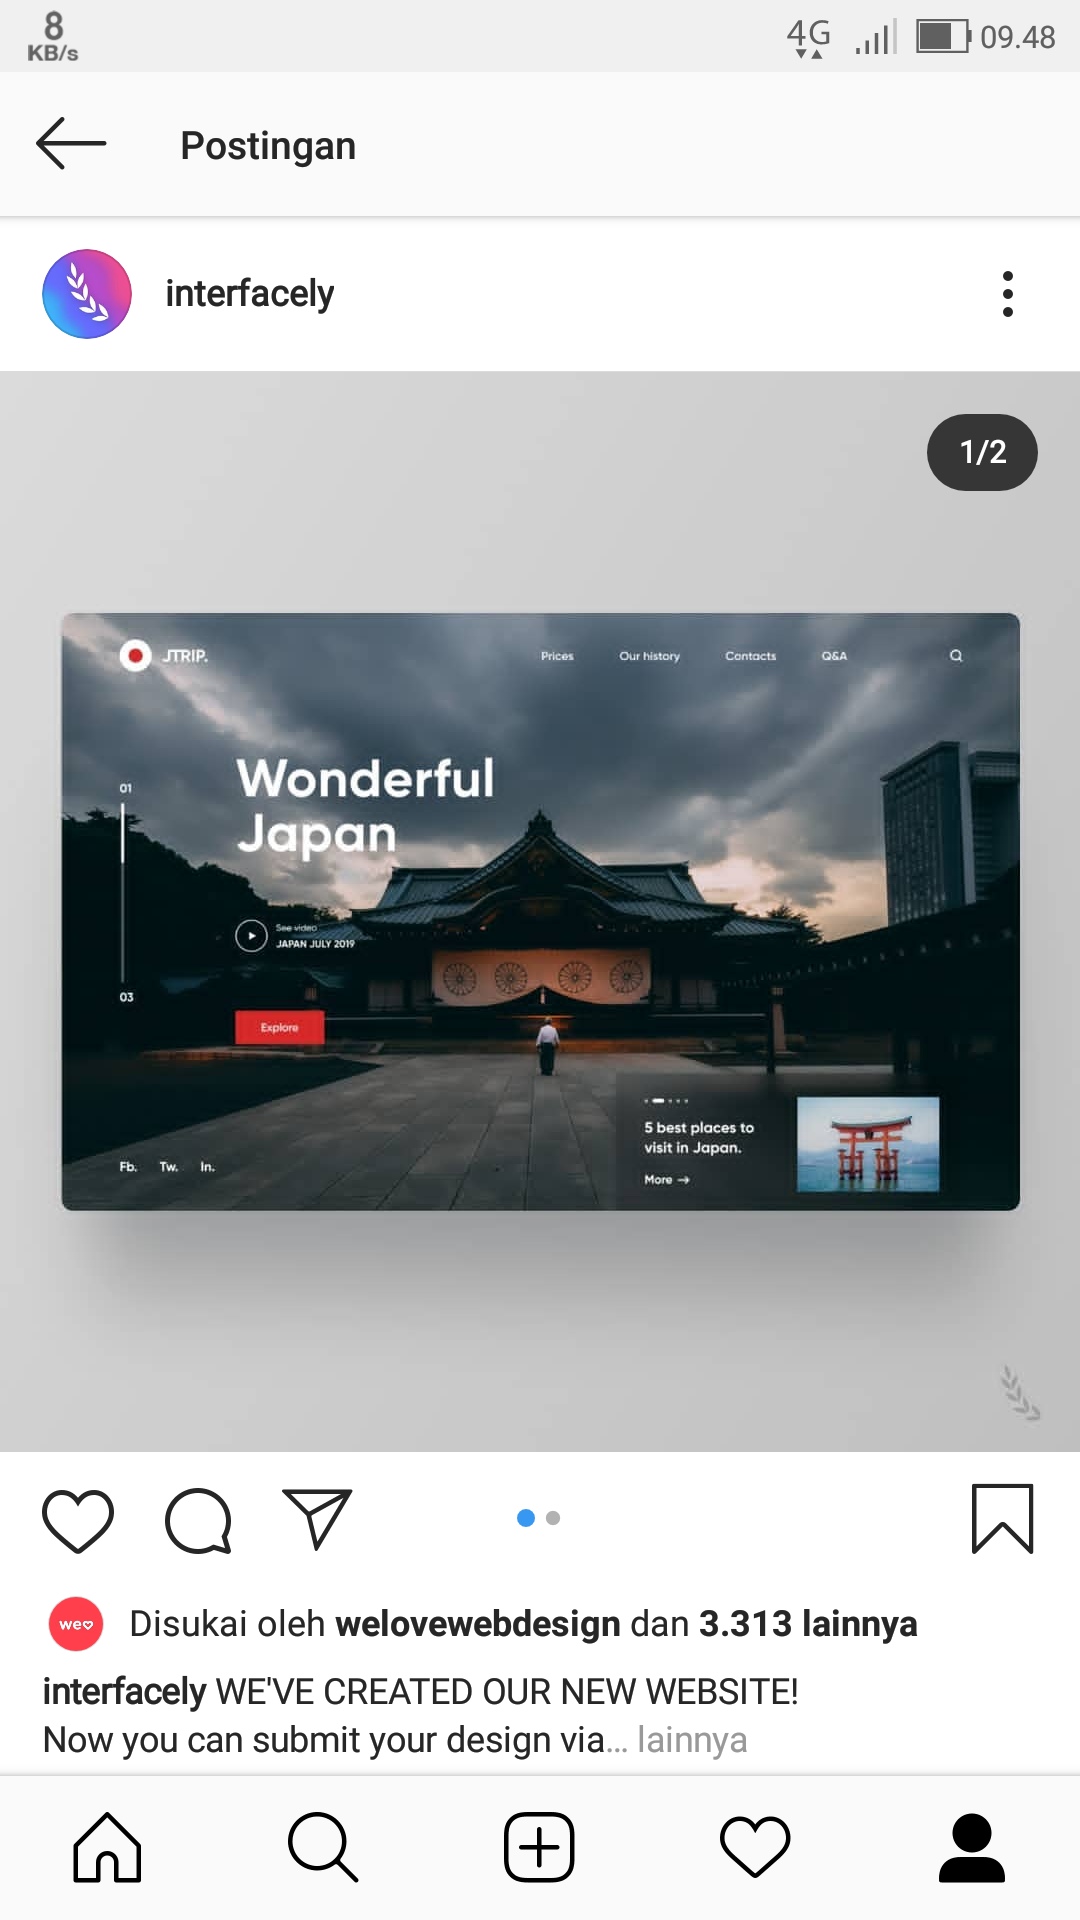 8
KB/s
4G
09.48
Postingan
interfacely
1/2
JTRIP.
Prices
Our history
Contacts
Q&A
Wonderful
Japan
01
See video
JAPAN JULY 2019
03
Explore
5 best places to
visit in Japan.
More →
Fb.
Tw.
In.
we
Disukai oleh welovewebdesign dan 3.313 lainnya
interfacely WE'VE CREATED OUR NEW WEBSITE!
Now you can submit your design via... lainnya